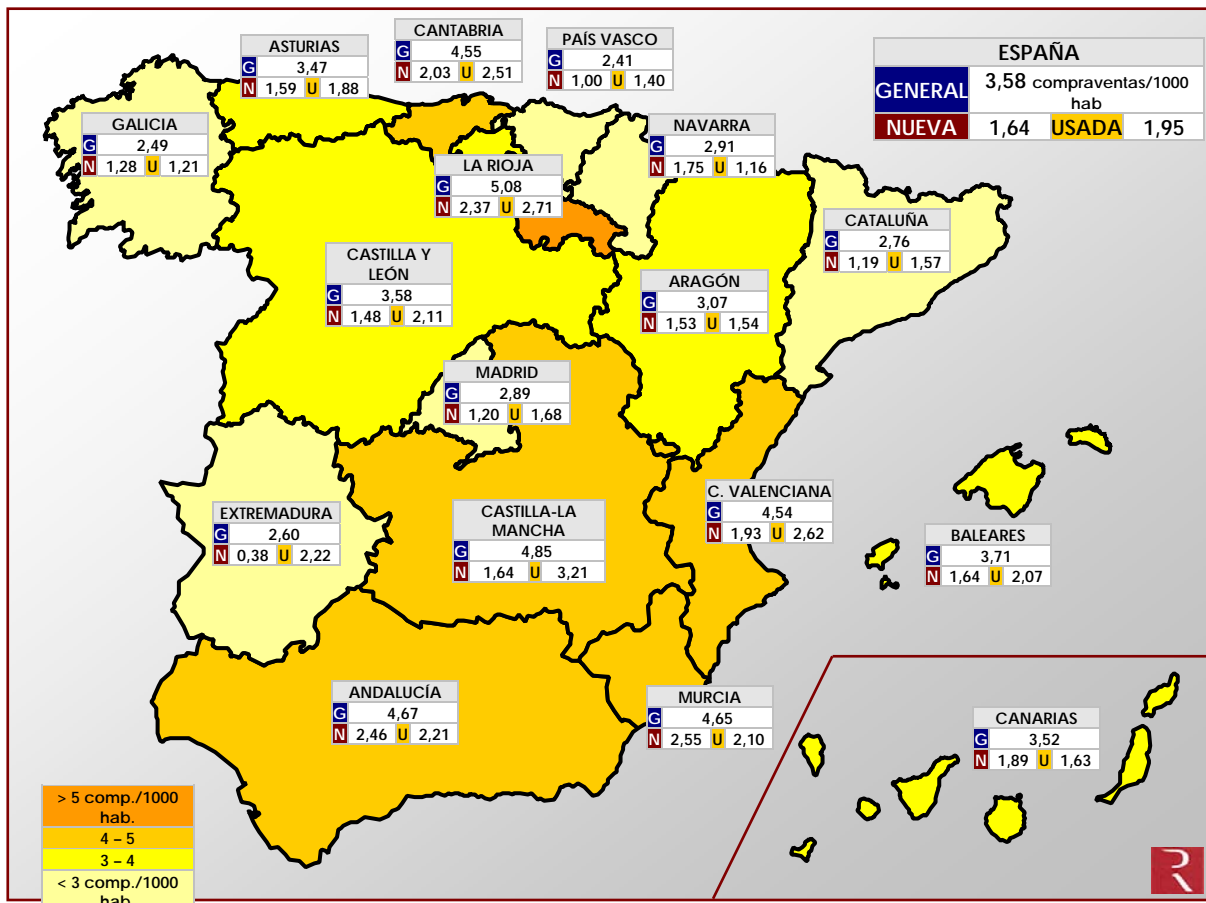 ASTURIAS
G 3,47
N 1,59 U 1,88
CANTABRIA
G 4,55
N 2,03 U 2,51
PAÍS VASCO
G 2,41
N 1,00 U 1,40
ESPAÑA
GENERAL 3,58 compraventas/1000
hab
NUEVA 1,64 USADA 1,95
GALICIA
G 2,49
N 1,28 U 1,21
NAVARRA
G 2,91
N 1,75 U 1,16
LA RIOJA
G 5,08
N 2,37 U 2,71
CATALUÑA
G 2,76
N 1,19 U 1,57
CASTILLA Y
LEÓN
G 3,58
N 1,48 U 2,11
ARAGÓN
G 3,07
N 1,53 U 1,54
MADRID
G 2,89
N 1,20 U 1,68
EXTREMADURA
G 2,60
N 0,38 U 2,22
CASTILLA-LA
MANCHA
G 4,85
N 1,64 U 3,21
C. VALENCIANA
G 4,54
N 1,93 U 2,62
BALEARES
G 3,71
N 1,64 U 2,07
ANDALUCÍA
G 4,67
N 2,46 U 2,21
MURCIA
G 4,65
N 2,55 U 2,10
CANARIAS
G 3,52
N 1,89 U 1,63
> 5 comp./1000
hab.
4 – 5
3 – 4
< 3 comp./1000
hab
R